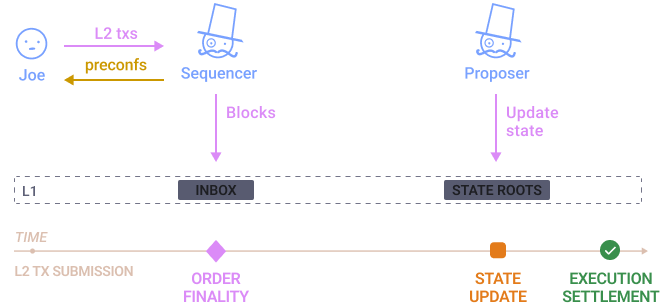 L2 txs
preconfs
Joe
Sequencer
Proposer
Blocks
Update
state
L1
INBOX
STATE ROOTS
TIME
L2 TX SUBMISSION
ORDER
FINALITY
STATE
UPDATE
EXECUTION
SETTLEMENT